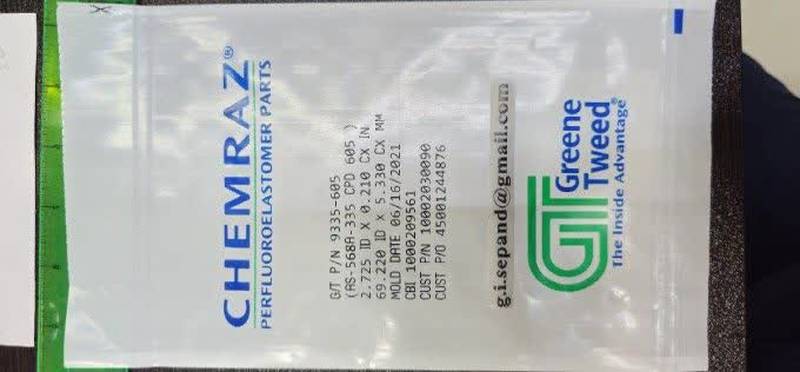 CHEMRAZ®
PERFLUOROELASTOMER PARTS
G/T P/N 9335-605
(AS-568A-335 CPD 605 )
2.725 ID X 0.210 CX IN
69.220 ID X 5.330 CX MM
MOLD DATE 06/16/2021
CBI 1000209561
CUST P/N 10002030090
CUST P/O 45001244876
g.i.sepand@gmail.com
GT
Greene
Tweed®
The Inside Advantage